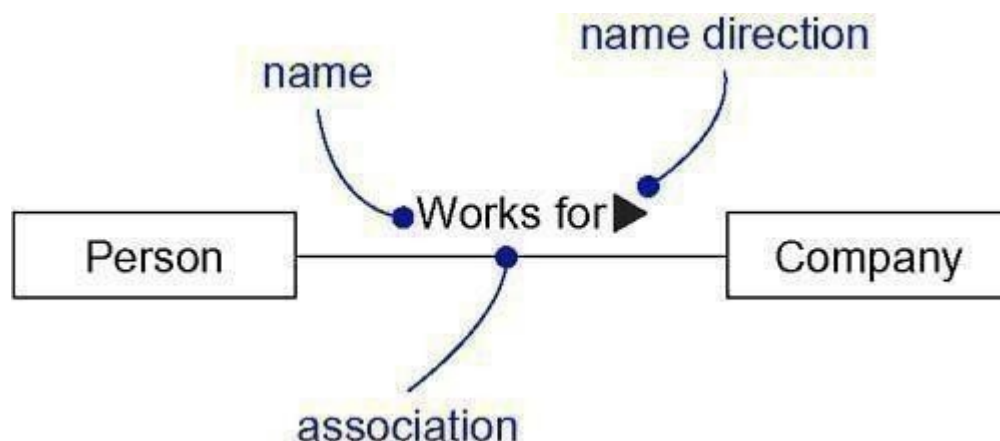 name direction
name
Works for
Person
Company
association